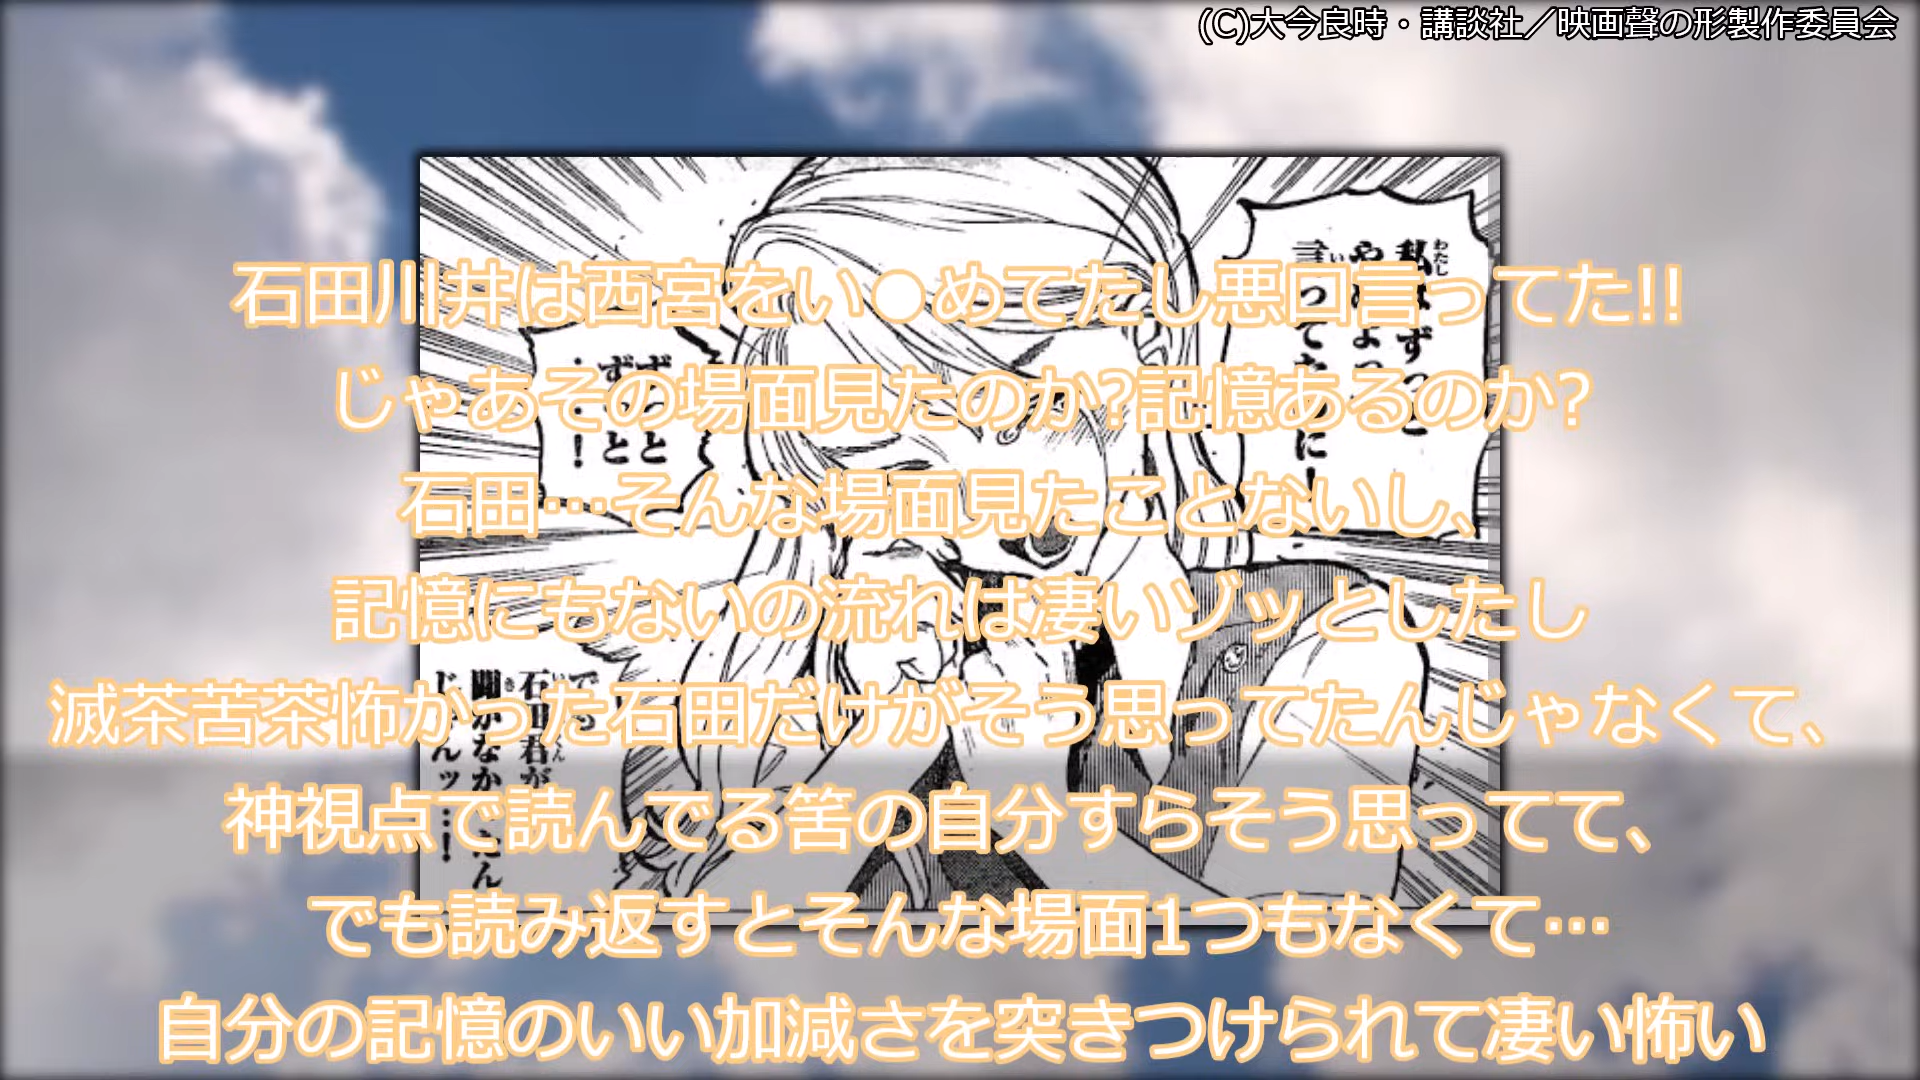 (C)大今良時・講談社／映画聲の形製作委員会
石田川井は西宮をい●めてたし悪口言ってた!!
じゃあその場面見たのか?記憶あるのか?
石田…そんな場面見たことないし、
記憶にもないの流れは凄いゾッとしたし
滅茶苦茶怖かった石田だけがそう思ってたんじゃなくて、
神視点で読んでる筈の自分すらそう思ってて、
でも読み返すとそんな場面1つもなくて…
自分の記憶のいい加減さを突きつけられて凄い怖い